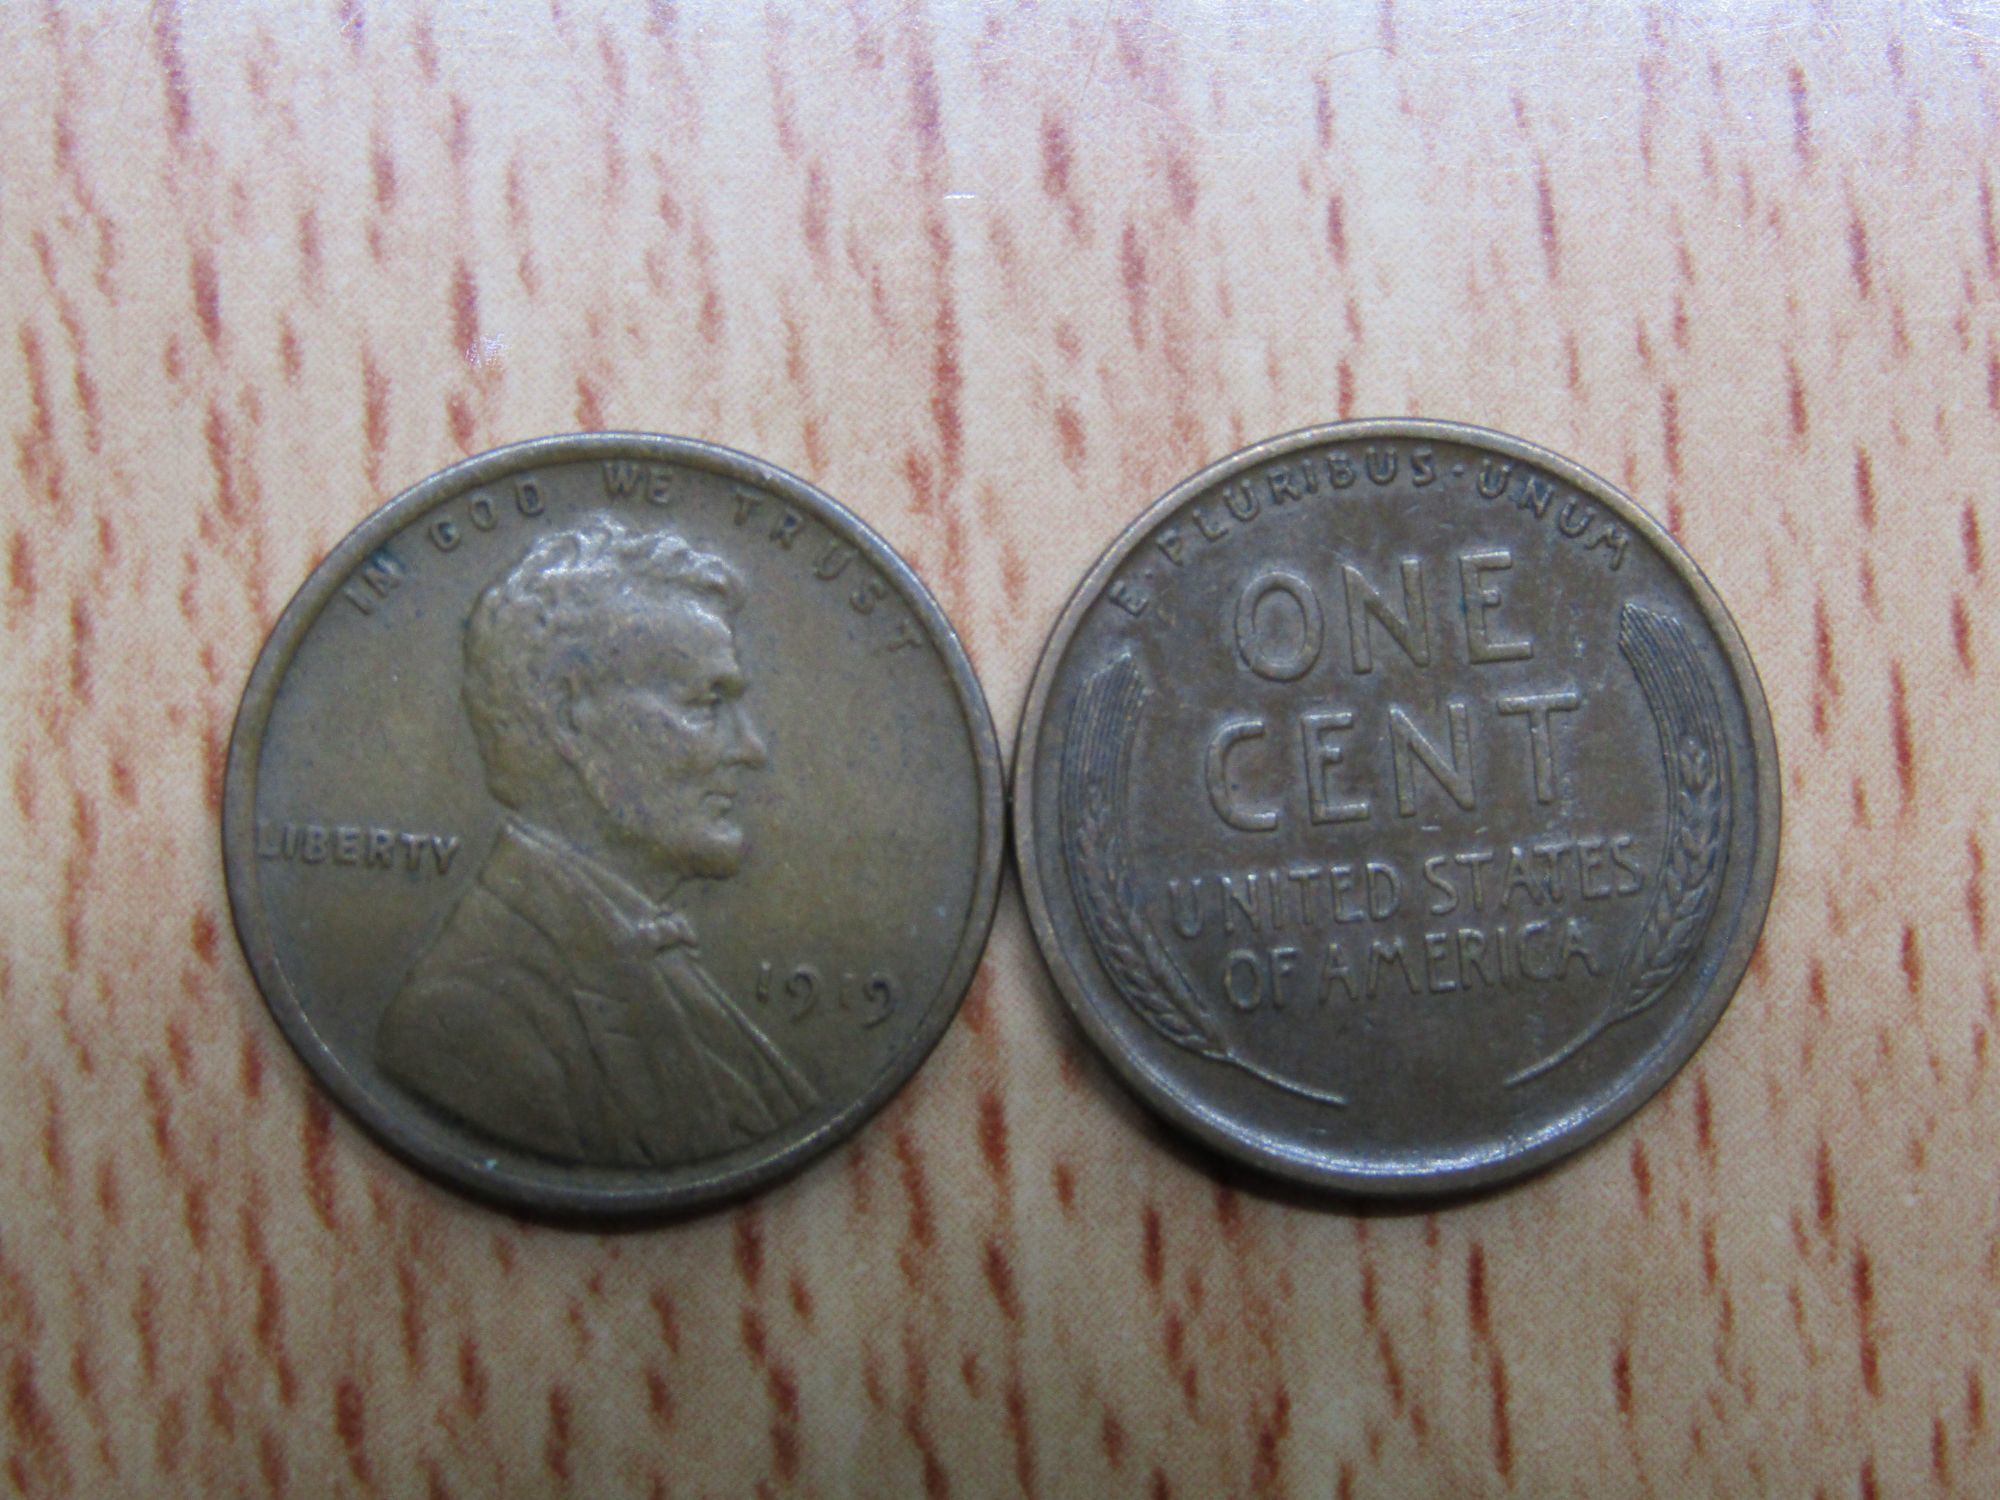 IN GOD WE TRUST
LIBERTY
1919
E·PLURIBUS·UNUM
ONE
CENT
UNITED STATES
OF AMERICA